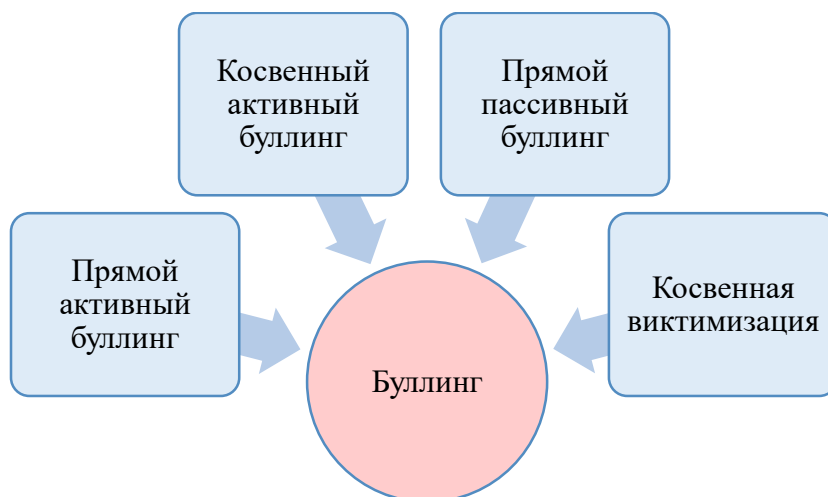 Косвенный
активный
буллинг
Прямой
пассивный
буллинг
Прямой
активный
буллинг
Косвенная
виктимизация
Буллинг